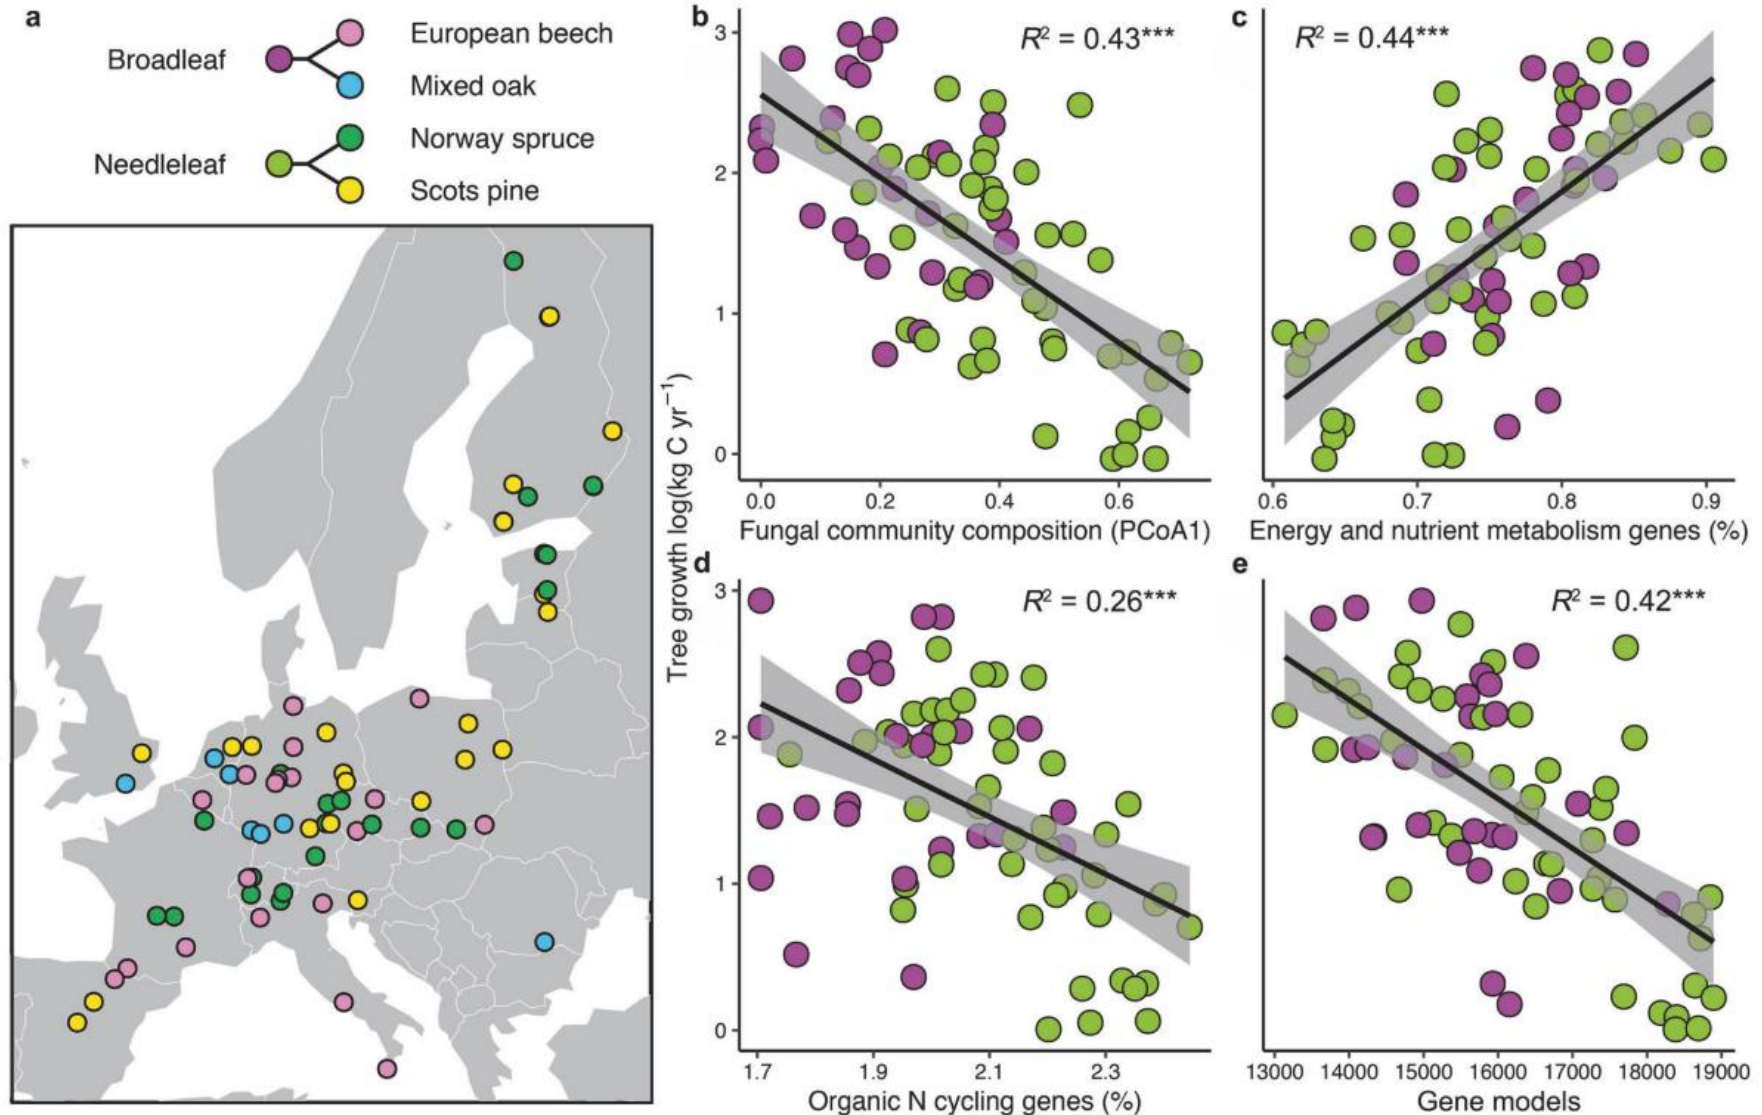 a
Broadleaf
European beech
Mixed oak
Needleleaf
Norway spruce
Scots pine
Tree growth log(kg C yr⁻¹)
b
R² = 0.43***
3
2
1
0
0.0 0.2 0.4 0.6
Fungal community composition (PCoA1)
c
R² = 0.44***
0.6 0.7 0.8 0.9
Energy and nutrient metabolism genes (%)
d
R² = 0.26***
3
2
1
0
1.7 1.9 2.1 2.3
Organic N cycling genes (%)
e
R² = 0.42***
13000 14000 15000 16000 17000 18000 19000
Gene models